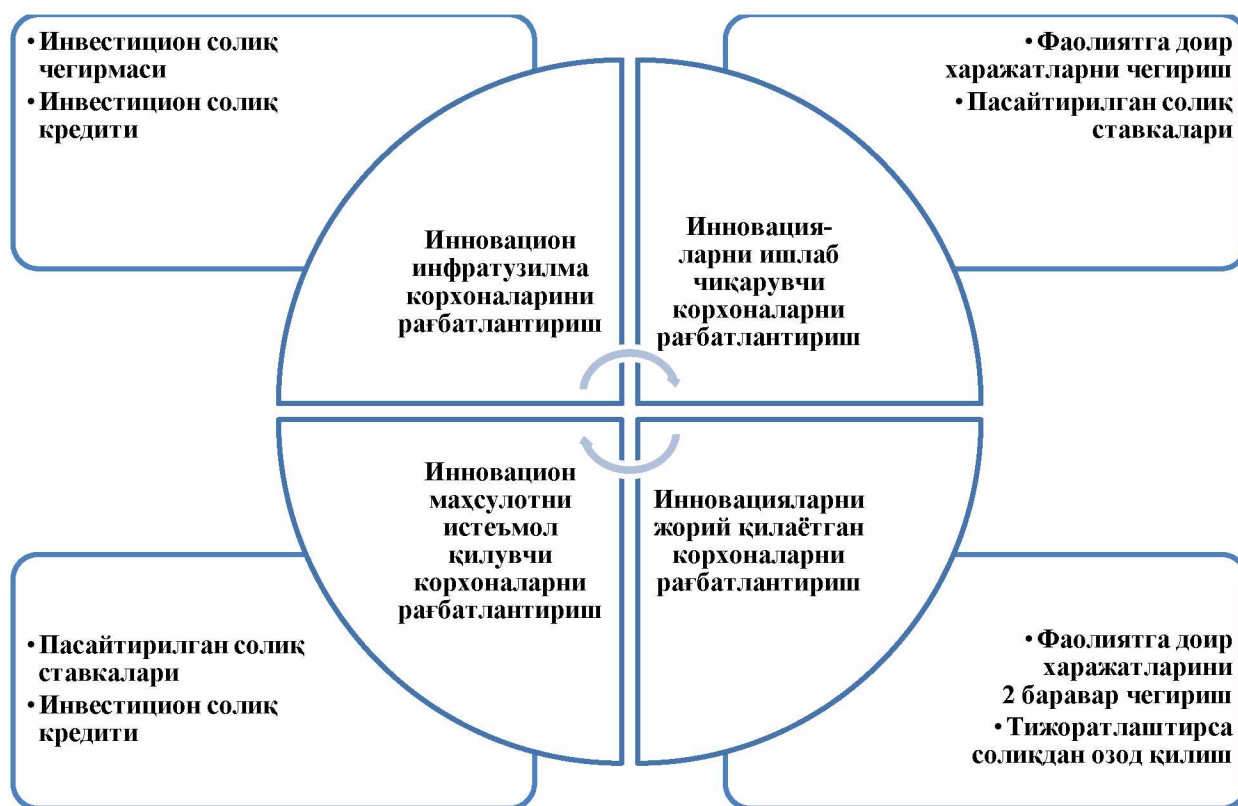 • Инвестицион солиқ
чегирмаси
• Инвестицион солиқ
кредити
• Фаолиятга доир
харажатларни чегириш
• Пасайтирилган солиқ
ставкалари
Инновацион
инфратузилма
корхоналарини
рағбатлантириш
Инновация-
ларни ишлаб
чиқарувчи
корхоналарни
рағбатлантириш
Инновацион
маҳсулотни
истеъмол
қилувчи
корхоналарни
рағбатлантириш
Инновацияларни
жорий қилаётган
корхоналарни
рағбатлантириш
• Пасайтирилган солиқ
ставкалари
• Инвестицион солиқ
кредити
• Фаолиятга доир
харажатларини
2 баравар чегириш
• Тижоратлаштирса
солиқдан озод қилиш